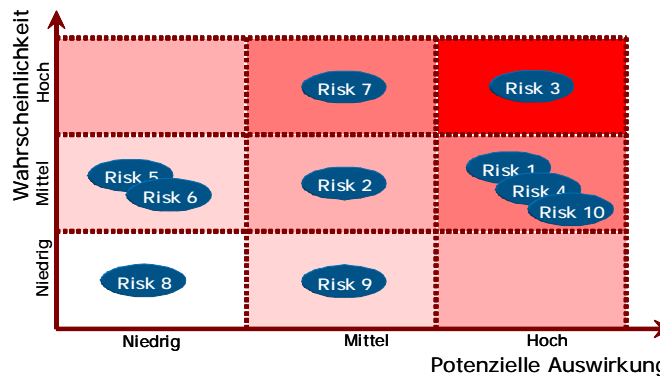 Wahrscheinlichkeit
Hoch
Mittel
Niedrig
Risk 7
Risk 3
Risk 5
Risk 6
Risk 2
Risk 1
Risk 4
Risk 10
Risk 8
Risk 9
Niedrig
Mittel
Hoch
Potenzielle Auswirkung